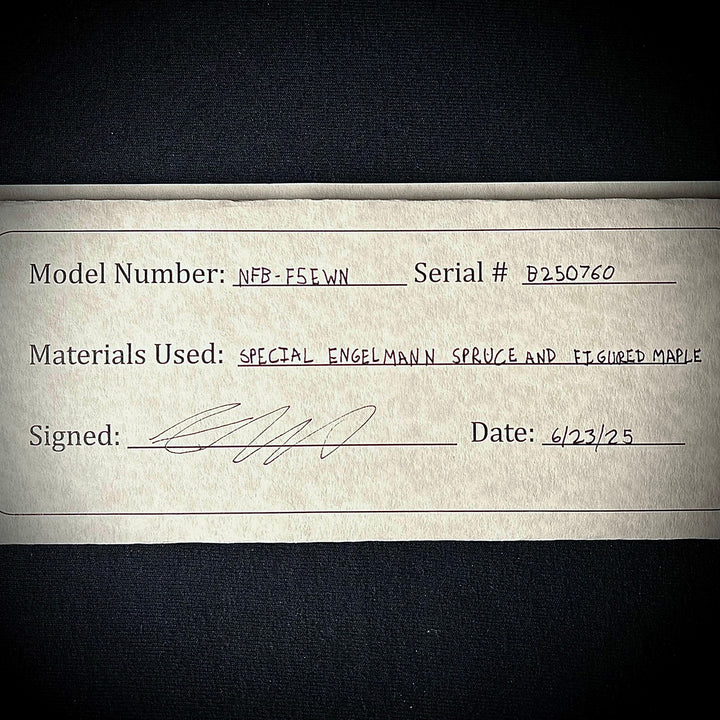 Model Number: NFB-F5EWN Serial # B250760
Materials Used: SPECIAL ENGELMANN SPRUCE AND FIGURED MAPLE
Signed: Date: 6/23/25